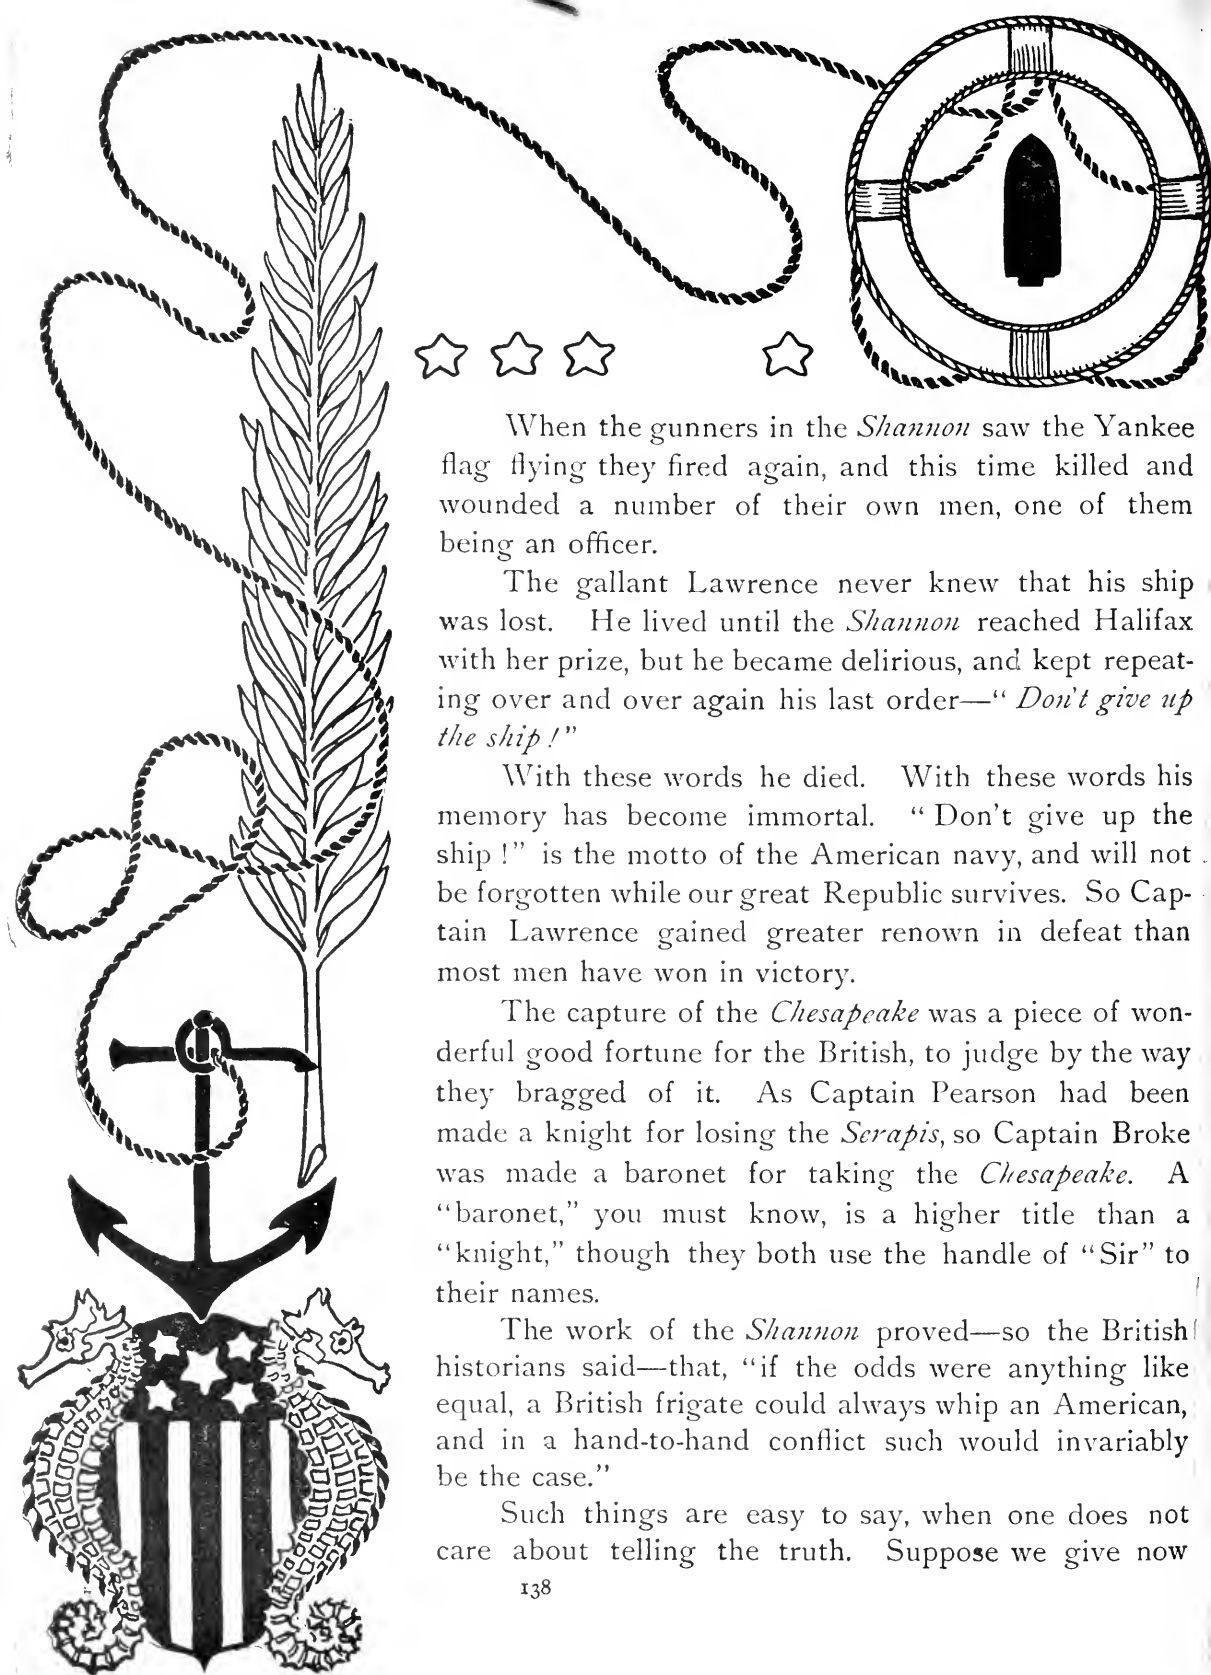 When the gunners in the Shannon saw the Yankee
flag flying they fired again, and this time killed and
wounded a number of their own men, one of them
being an officer.
The gallant Lawrence never knew that his ship
was lost. He lived until the Shannon reached Halifax
with her prize, but he became delirious, and kept repeat-
ing over and over again his last order—“ Don't give up
the ship ! ”
With these words he died. With these words his
memory has become immortal. “ Don't give up the
ship !” is the motto of the American navy, and will not
be forgotten while our great Republic survives. So Cap-
tain Lawrence gained greater renown in defeat than
most men have won in victory.
The capture of the Chesapeake was a piece of won-
derful good fortune for the British, to judge by the way
they bragged of it. As Captain Pearson had been
made a knight for losing the Serapis, so Captain Broke
was made a baronet for taking the Chesapeake. A
“baronet,” you must know, is a higher title than a
“knight,” though they both use the handle of “Sir” to
their names.
The work of the Shannon proved—so the British
historians said—that, “if the odds were anything like
equal, a British frigate could always whip an American,
and in a hand-to-hand conflict such would invariably
be the case.”
Such things are easy to say, when one does not
care about telling the truth. Suppose we give now
138